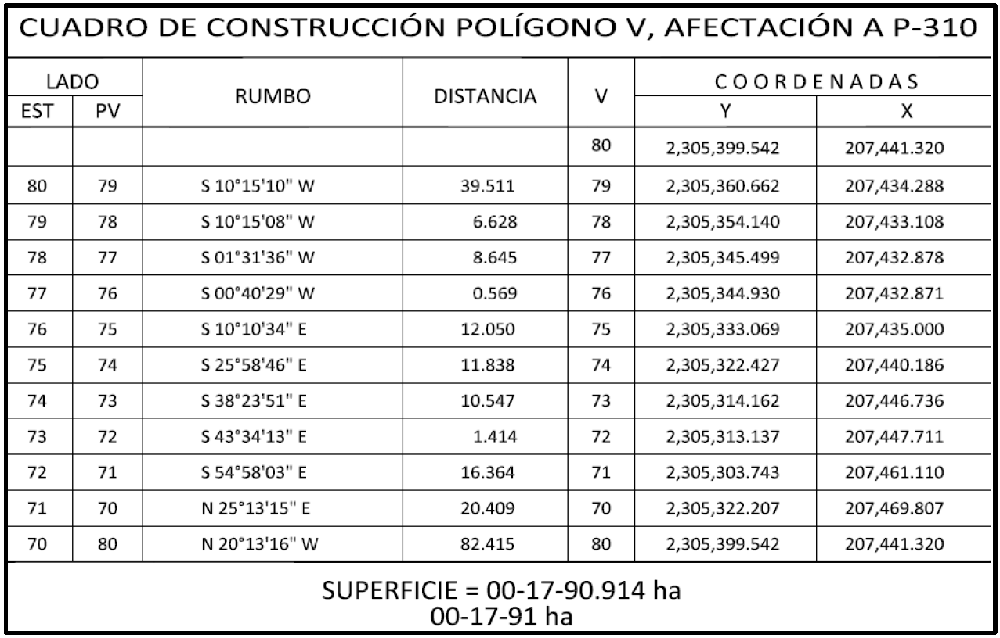 CUADRO DE CONSTRUCCIÓN POLÍGONO V, AFECTACIÓN A P-310
LADO RUMBO DISTANCIA V COORDENADAS
EST PV Y X
80 2,305,399.542 207,441.320
80 79 S 10°15'10" W 39.511 79 2,305,360.662 207,434.288
79 78 S 10°15'08" W 6.628 78 2,305,354.140 207,433.108
78 77 S 01°31'36" W 8.645 77 2,305,345.499 207,432.878
77 76 S 00°40'29" W 0.569 76 2,305,344.930 207,432.871
76 75 S 10°10'34" E 12.050 75 2,305,333.069 207,435.000
75 74 S 25°58'46" E 11.838 74 2,305,322.427 207,440.186
74 73 S 38°23'51" E 10.547 73 2,305,314.162 207,446.736
73 72 S 43°34'13" E 1.414 72 2,305,313.137 207,447.711
72 71 S 54°58'03" E 16.364 71 2,305,303.743 207,461.110
71 70 N 25°13'15" E 20.409 70 2,305,322.207 207,469.807
70 80 N 20°13'16" W 82.415 80 2,305,399.542 207,441.320
SUPERFICIE = 00-17-90.914 ha
00-17-91 ha